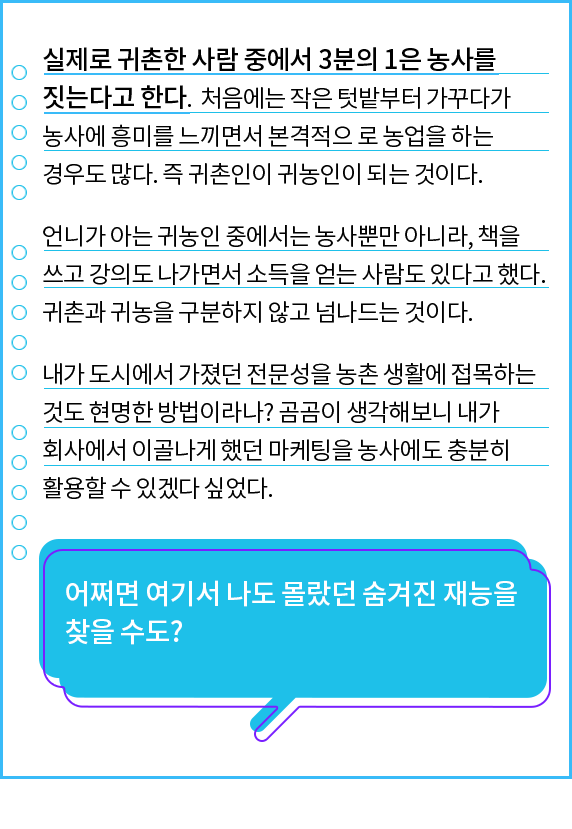 실제로 귀촌한 사람 중에서 3분의 1은 농사를
짓는다고 한다. 처음에는 작은 텃밭부터 가꾸다가
농사에 흥미를 느끼면서 본격적으 로 농업을 하는
경우도 많다. 즉 귀촌인이 귀농인이 되는 것이다.
언니가 아는 귀농인 중에서는 농사뿐만 아니라, 책을
쓰고 강의도 나가면서 소득을 얻는 사람도 있다고 했다.
귀촌과 귀농을 구분하지 않고 넘나드는 것이다.
내가 도시에서 가졌던 전문성을 농촌 생활에 접목하는
것도 현명한 방법이라나? 곰곰이 생각해보니 내가
회사에서 이골나게 했던 마케팅을 농사에도 충분히
활용할 수 있겠다 싶었다.
어쩌면 여기서 나도 몰랐던 숨겨진 재능을
찾을 수도?